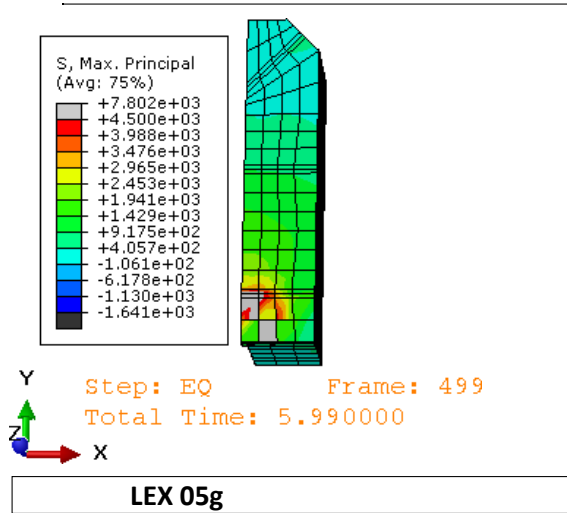 S, Max. Principal
(Avg: 75%)
+7.802e+03
+4.500e+03
+3.988e+03
+3.476e+03
+2.965e+03
+2.453e+03
+1.941e+03
+1.429e+03
+9.175e+02
+4.057e+02
-1.061e+02
-6.178e+02
-1.130e+03
-1.641e+03
Step: EQ Frame: 499
Total Time: 5.990000
Y
Z
X
LEX 05g